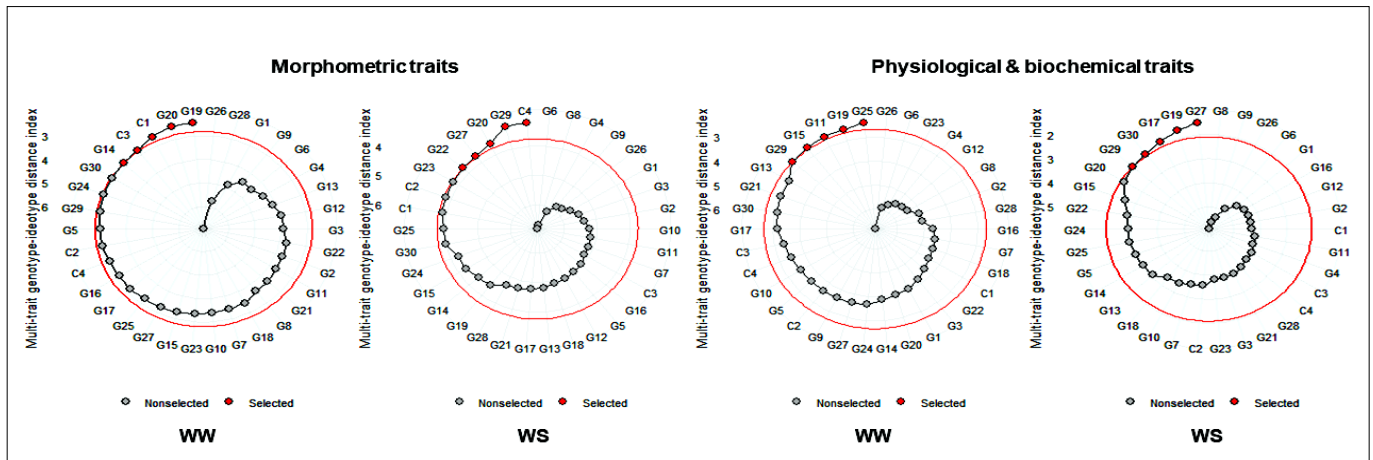 Morphometric traits
Physiological & biochemical traits
Multi-trait genotype-ideotype distance index
3
4
5
6
G19
G26
G28
G1
G9
G6
G4
G13
G12
G3
G22
G2
G11
G21
G8
G18
G7
G10
G23
G15
G27
G25
G17
G16
C4
C2
G5
G29
G24
G30
G14
C3
C1
G20
Nonselected
Selected
WW
Multi-trait genotype-ideotype distance index
4
5
6
C4
G6
G8
G4
G9
G26
G1
G3
G2
G10
G11
G7
C3
G16
G5
G12
G18
G13
G17
G21
G28
G19
G14
G15
G24
G30
G25
C1
C2
G23
G22
G27
G20
G29
Nonselected
Selected
WS
Multi-trait genotype-ideotype distance index
3
4
5
6
G25
G26
G6
G23
G4
G12
G8
G2
G28
G16
G7
G18
C1
G22
G3
G1
G20
G14
G24
G27
G9
C2
G5
G10
C4
C3
G17
G30
G21
G13
G29
G15
G11
G19
Nonselected
Selected
WW
Multi-trait genotype-ideotype distance index
2
3
4
5
G27
G8
G9
G26
G6
G1
G16
G12
G2
C1
G11
G4
C3
C4
G28
G21
G3
G23
C2
G7
G10
G18
G13
G14
G5
G25
G24
G22
G15
G20
G29
G30
G17
G19
Nonselected
Selected
WS